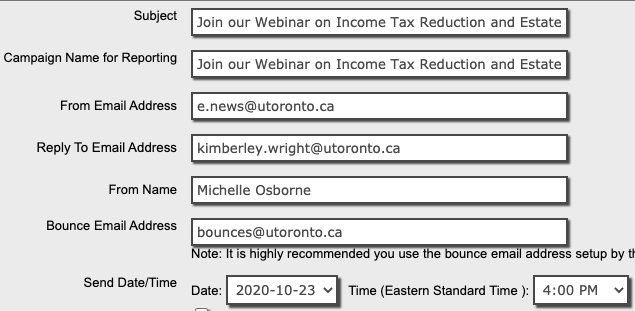 Subject Join our Webinar on Income Tax Reduction and Estate
Campaign Name for Reporting Join our Webinar on Income Tax Reduction and Estate
From Email Address e.news@utoronto.ca
Reply To Email Address kimberley.wright@utoronto.ca
From Name Michelle Osborne
Bounce Email Address bounces@utoronto.ca
Note: It is highly recommended you use the bounce email address setup by th
Send Date/Time Date: 2020-10-23 Time (Eastern Standard Time ): 4:00 PM